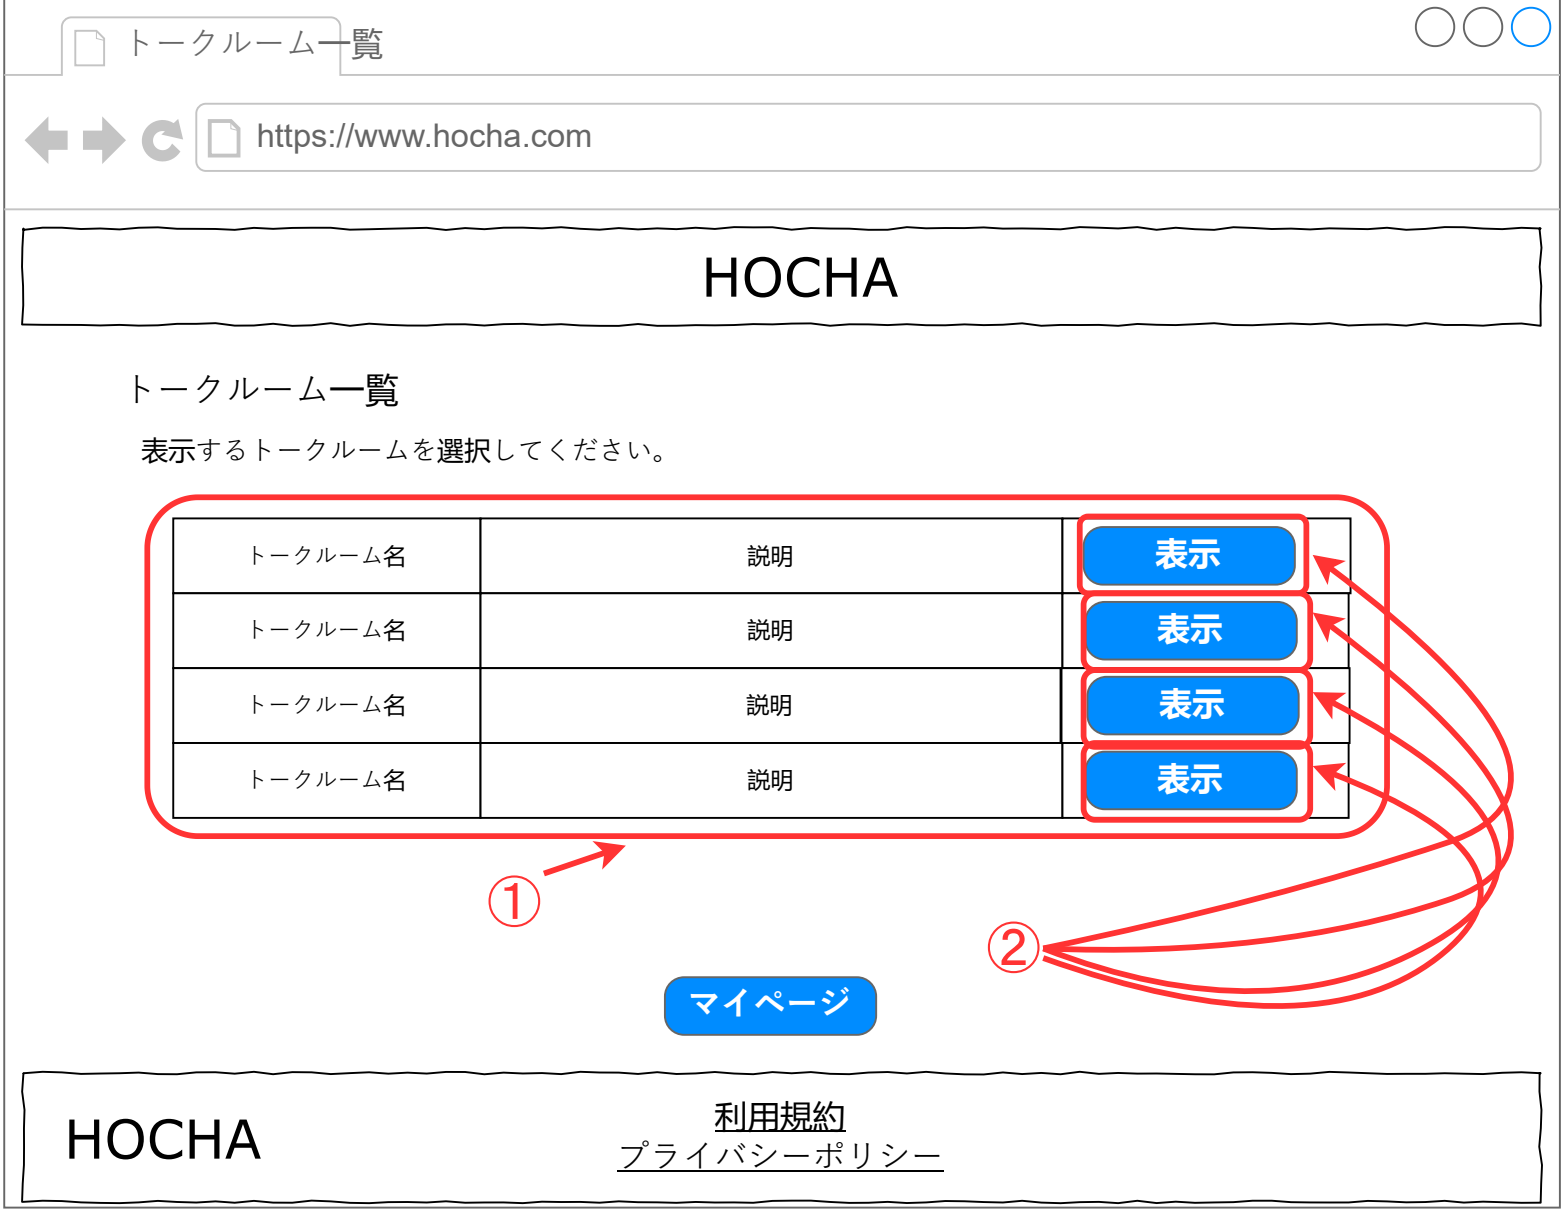 トークルーム一覧
https://www.hocha.com
HOCHA
トークルーム一覧
表示するトークルームを選択してください。
トークルーム名 説明 表示
トークルーム名 説明 表示
トークルーム名 説明 表示
トークルーム名 説明 表示
①
②
マイページ
HOCHA
利用規約
プライバシーポリシー